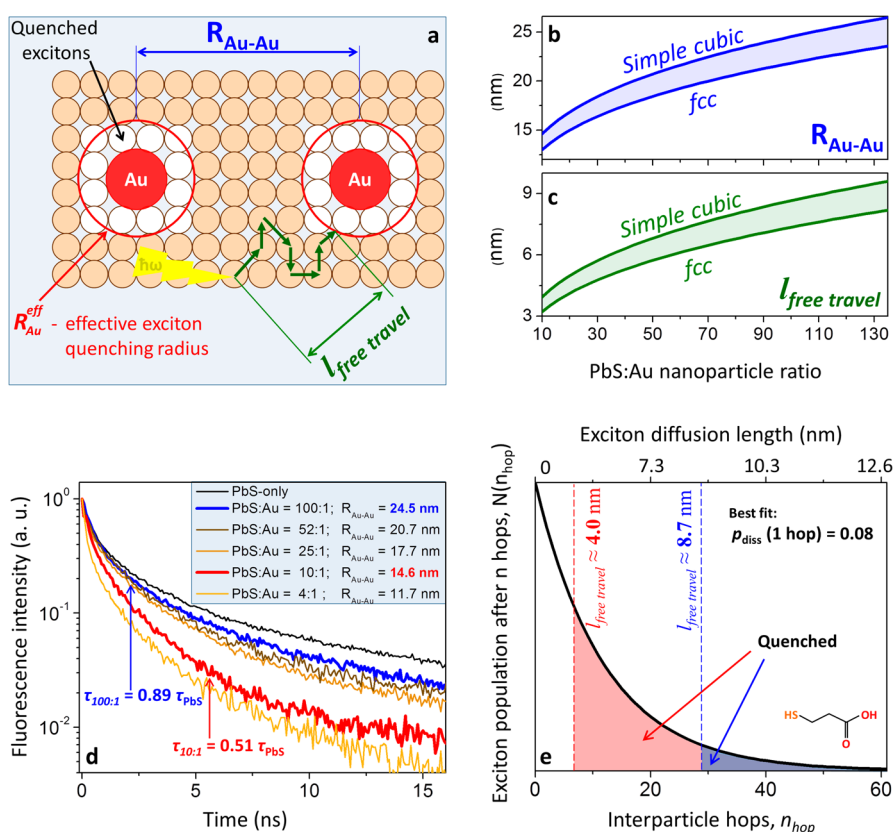 Quenched
excitons
R_Au-Au
a
Au
Au
ħω
R_Au^eff - effective exciton
quenching radius
l_free travel
b
25
20
15
(nm)
Simple cubic
fcc
R_Au-Au
c
9
6
3
(nm)
Simple cubic
fcc
l_free travel
10 30 50 70 90 110 130
PbS:Au nanoparticle ratio
Fluorescence intensity (a. u.)
10^0
10^-1
10^-2
PbS-only
PbS:Au = 100:1; R_Au-Au = 24.5 nm
PbS:Au = 52:1; R_Au-Au = 20.7 nm
PbS:Au = 25:1; R_Au-Au = 17.7 nm
PbS:Au = 10:1; R_Au-Au = 14.6 nm
PbS:Au = 4:1 ; R_Au-Au = 11.7 nm
τ_100:1 = 0.89 τ_PbS
τ_10:1 = 0.51 τ_PbS
d
0 5 10 15
Time (ns)
Exciton diffusion length (nm)
0 7.3 10.3 12.6
Exciton population after n hops, N(n_hop)
l_free travel ≈ 4.0 nm
l_free travel ≈ 8.7 nm
Best fit:
p_diss (1 hop) = 0.08
Quenched
HS
OH
O
e
0 20 40 60
Interparticle hops, n_hop